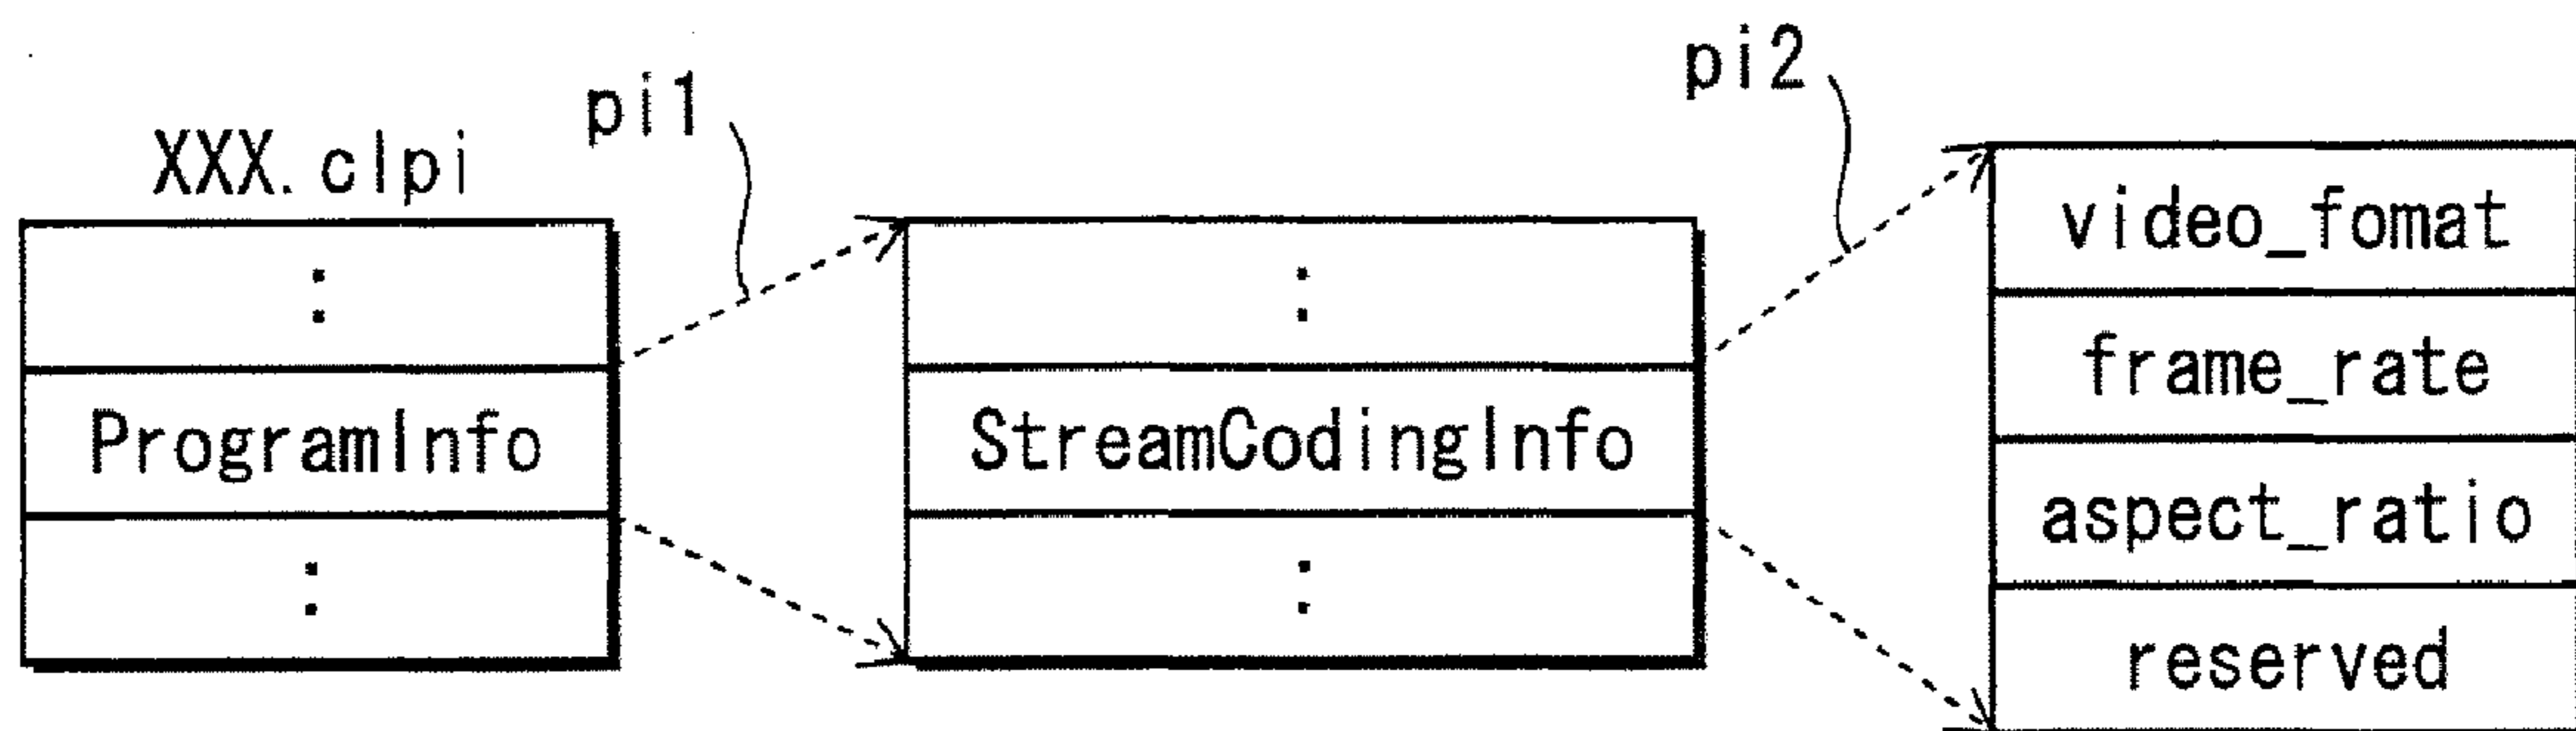 pi1
pi2
XXX.clpi
:
ProgramInfo
:
:
StreamCodingInfo
:
video_fomat
frame_rate
aspect_ratio
reserved